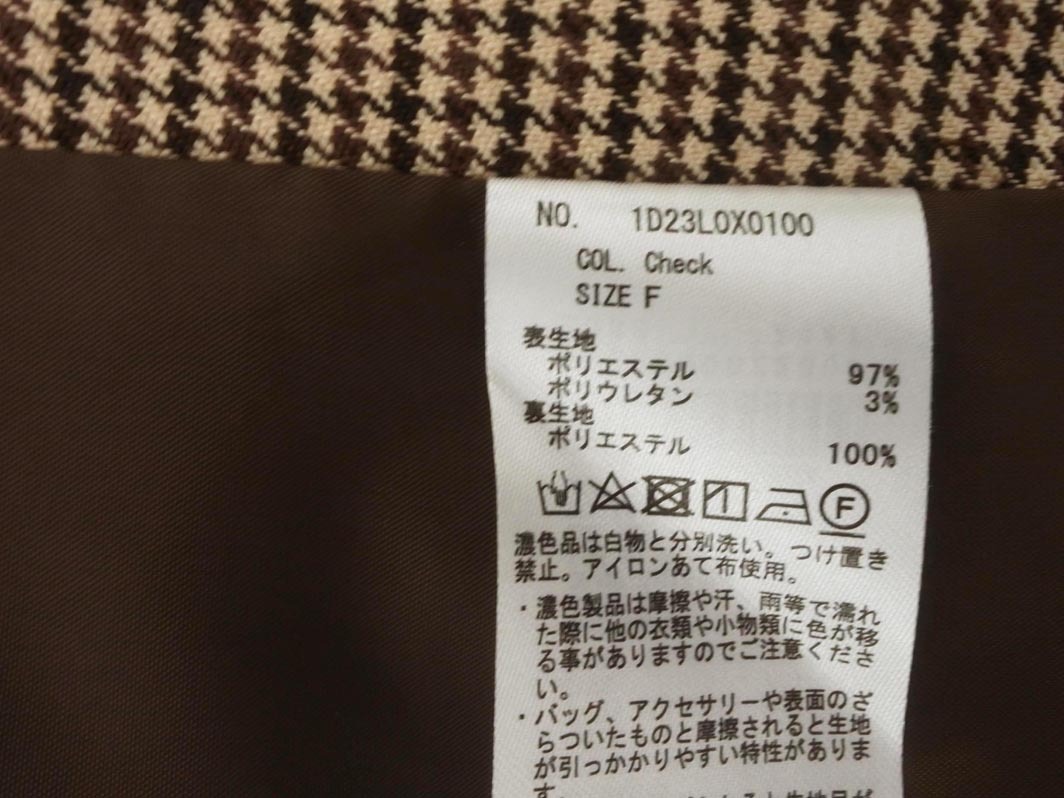 NO. 1D23L0X0100
COL. Check
SIZE F
表生地
ポリエステル 97%
ポリウレタン 3%
裏生地
ポリエステル 100%
F
濃色品は白物と分別洗い。つけ置き
禁止。アイロンあて布使用。
・濃色製品は摩擦や汗、雨等で濡れ
た際に他の衣類や小物類に色が移
る事がありますのでご注意くださ
い。
・バッグ、アクセサリーや表面のざ
らついたものと摩擦されると生地
が引っかかりやすい特性がありま
す。